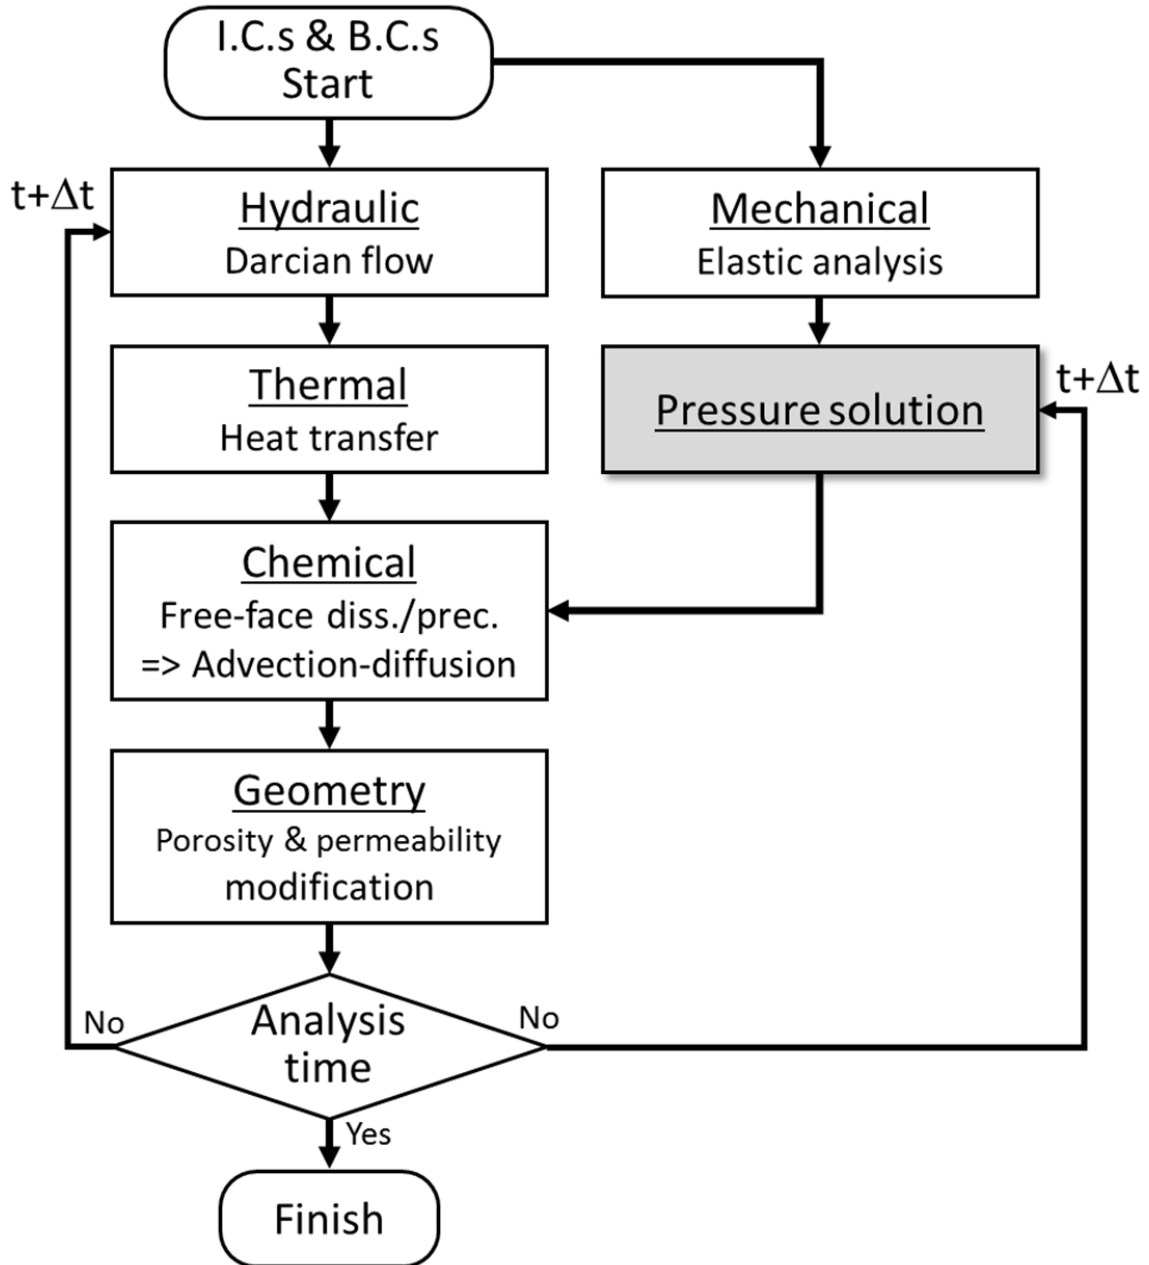 I.C.s & B.C.s
Start
t+Δt
Hydraulic
Darcian flow
Mechanical
Elastic analysis
Thermal
Heat transfer
Pressure solution
t+Δt
Chemical
Free-face diss./prec.
=> Advection-diffusion
Geometry
Porosity & permeability
modification
No
Analysis
time
No
Yes
Finish